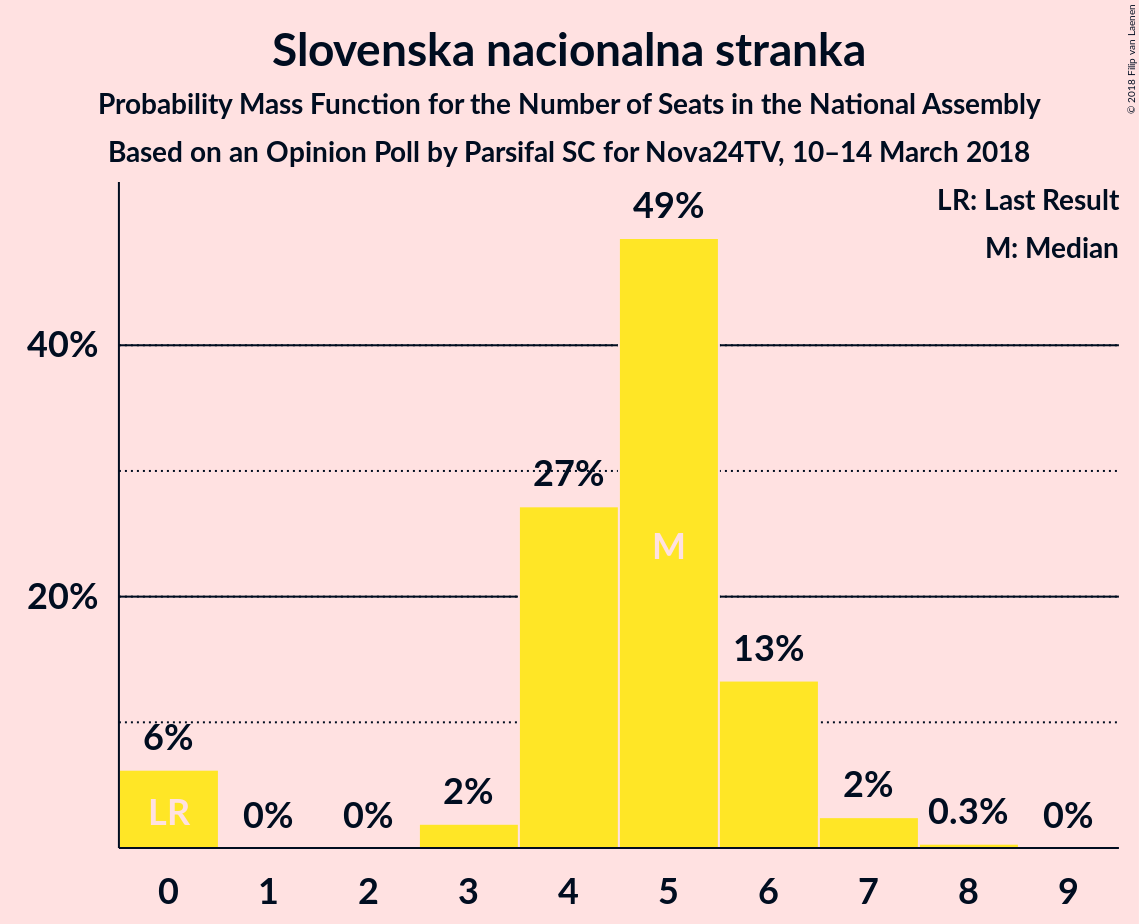 Slovenska nacionalna stranka
Probability Mass Function for the Number of Seats in the National Assembly
Based on an Opinion Poll by Parsifal SC for Nova24TV, 10–14 March 2018
© 2018 Filip van Laenen
LR: Last Result
M: Median
49%
40%
27%
M
20%
13%
6%
LR
0%
0%
2%
2%
0.3%
0%
0 1 2 3 4 5 6 7 8 9